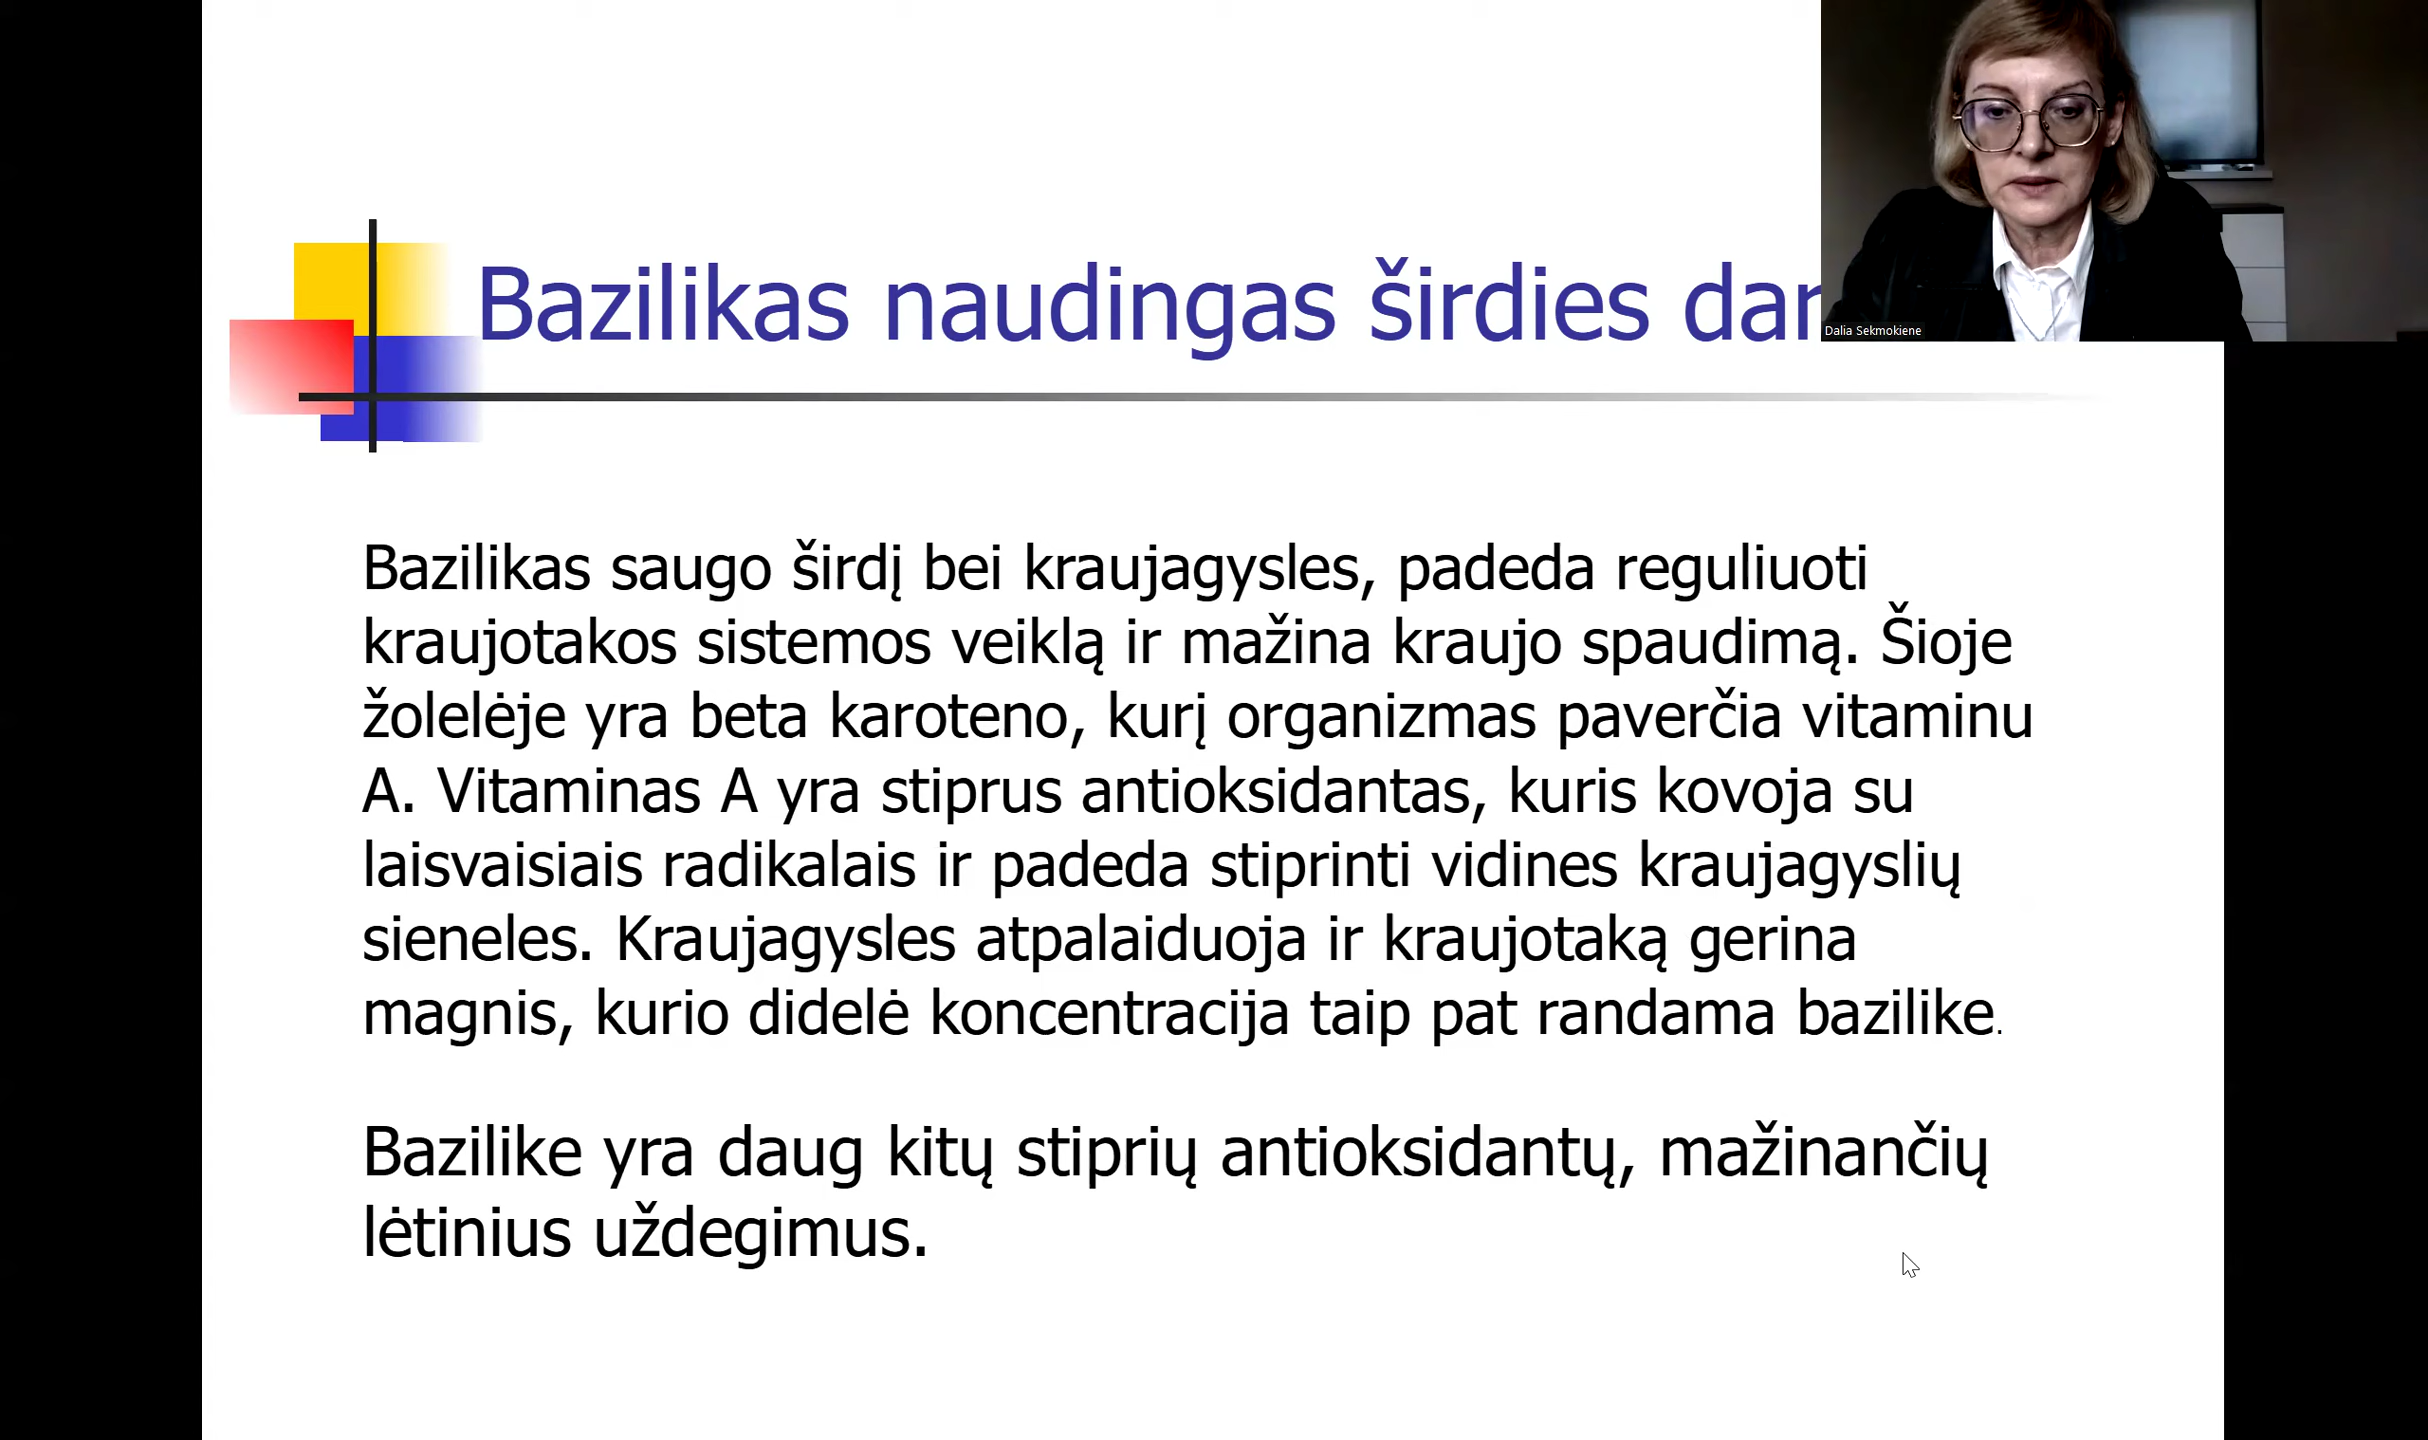 Bazilikas naudingas širdies
Dalia Sekmokiene
Bazilikas saugo širdį bei kraujagysles, padeda reguliuoti
kraujotakos sistemos veiklą ir mažina kraujo spaudimą. Šioje
žolelėje yra beta karoteno, kurį organizmas paverčia vitaminu
A. Vitaminas A yra stiprus antioksidantas, kuris kovoja su
laisvaisiais radikalais ir padeda stiprinti vidines kraujagyslių
sieneles. Kraujagysles atpalaiduoja ir kraujotaką gerina
magnis, kurio didelė koncentracija taip pat randama bazilike.
Bazilike yra daug kitų stiprių antioksidantų, mažinančių
lėtinius uždegimus.